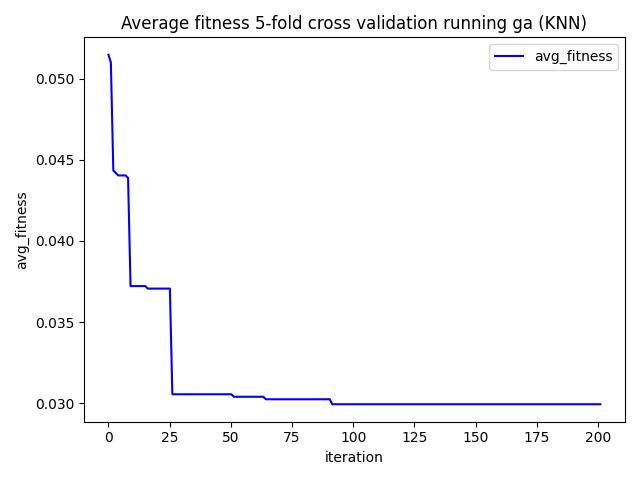 Average fitness 5-fold cross validation running ga (KNN)
avg_fitness
0.050
0.045
0.040
0.035
0.030
avg_fitness
0 25 50 75 100 125 150 175 200
iteration